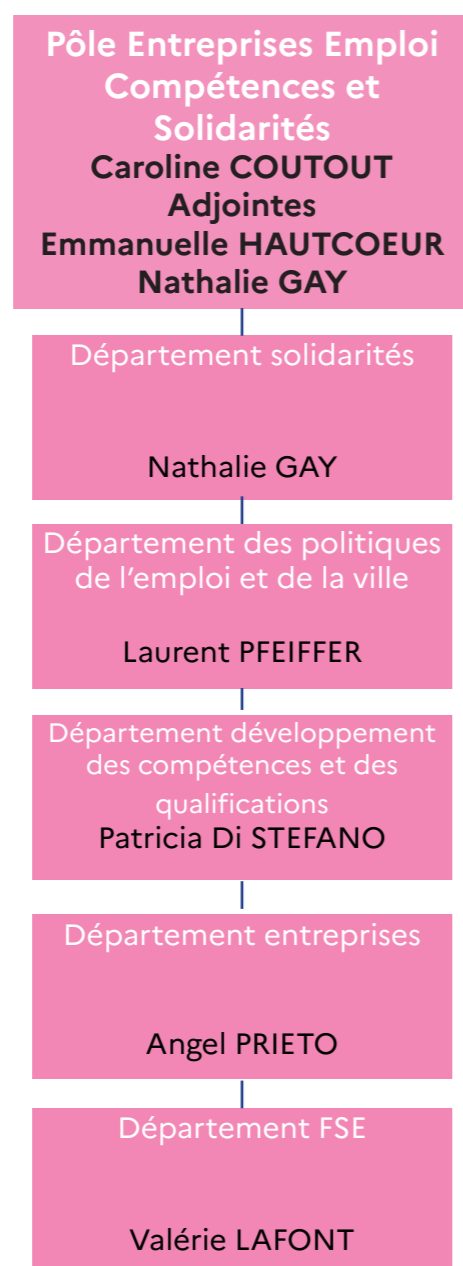 Pôle Entreprises Emploi
Compétences et
Solidarités
Caroline COUTOUT
Adjointes
Emmanuelle HAUTCOEUR
Nathalie GAY
Département solidarités
Nathalie GAY
Département des politiques
de l’emploi et de la ville
Laurent PFEIFFER
Département développement
des compétences et des
qualifications
Patricia Di STEFANO
Département entreprises
Angel PRIETO
Département FSE
Valérie LAFONT